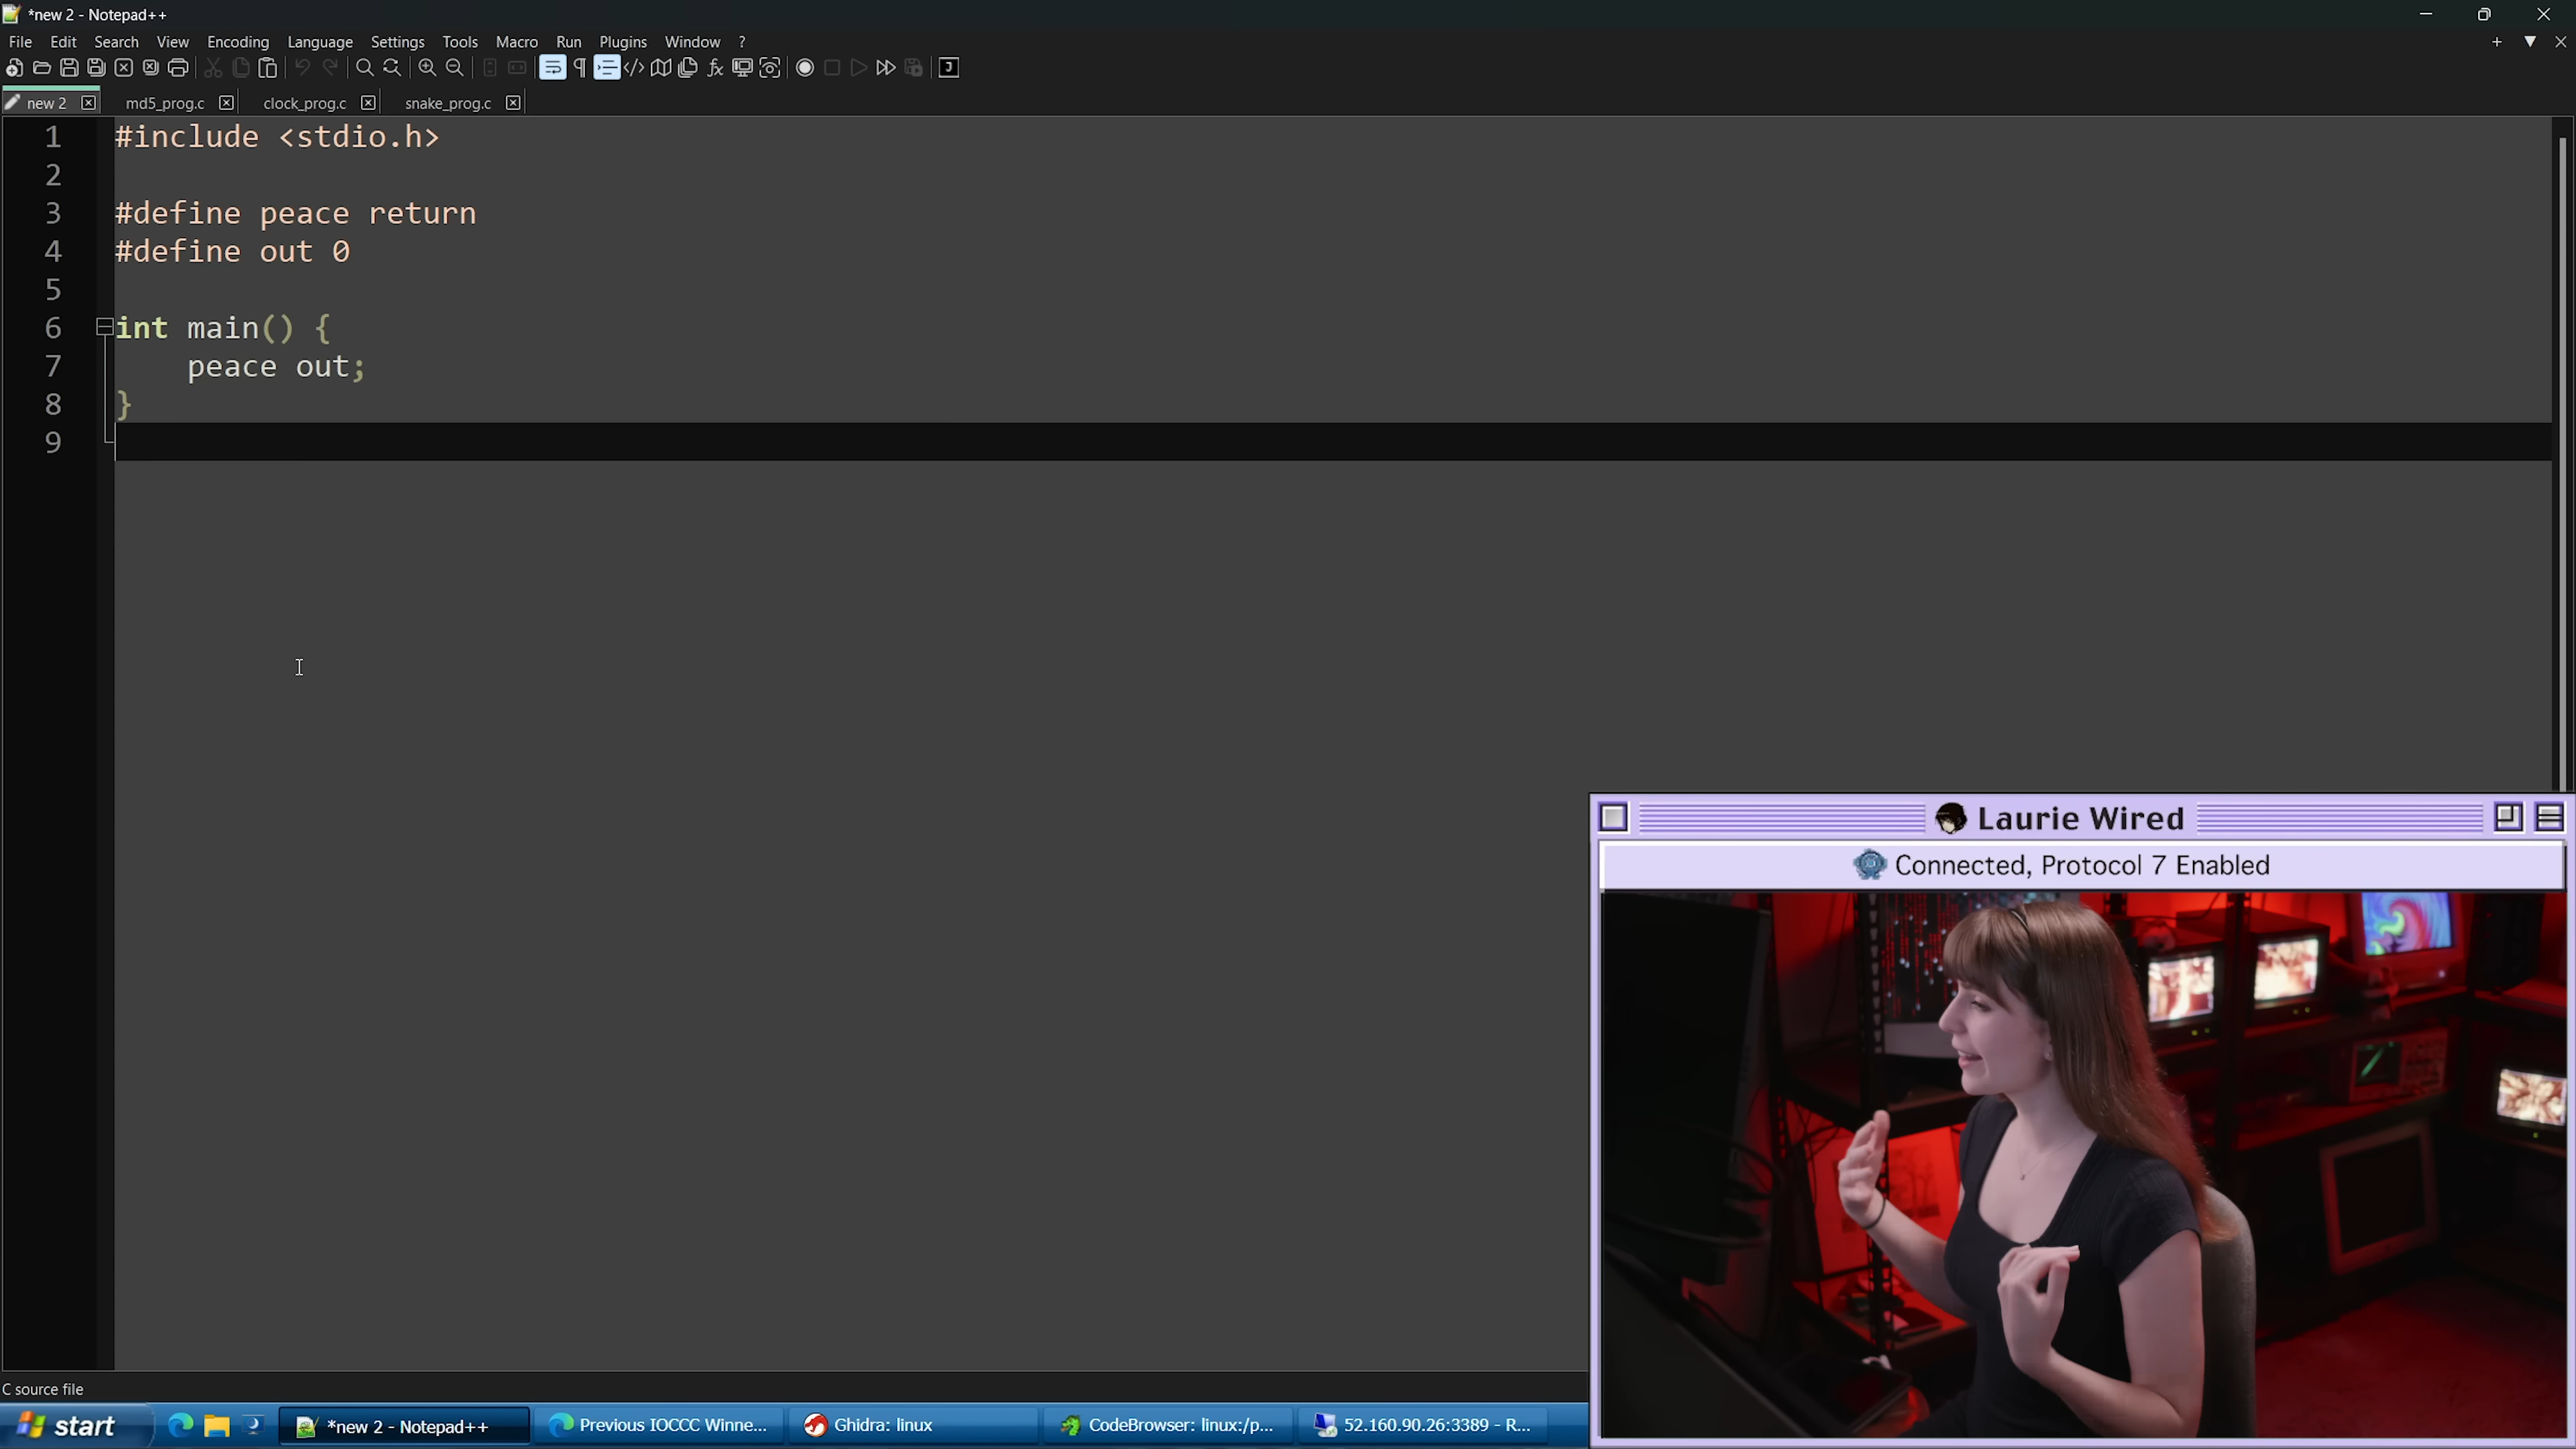 *new 2 - Notepad++
File Edit Search View Encoding Language Settings Tools Macro Run Plugins Window ?
new 2 md5_prog.c clock_prog.c snake_prog.c
1 #include <stdio.h>
2
3 #define peace return
4 #define out 0
5
6 int main() {
7 peace out;
8 }
9
Laurie Wired
Connected, Protocol 7 Enabled
C source file
start *new 2 - Notepad++ Previous IOCCC Winne... Ghidra: linux CodeBrowser: linux:/p... 52.160.90.26:3389 - R...